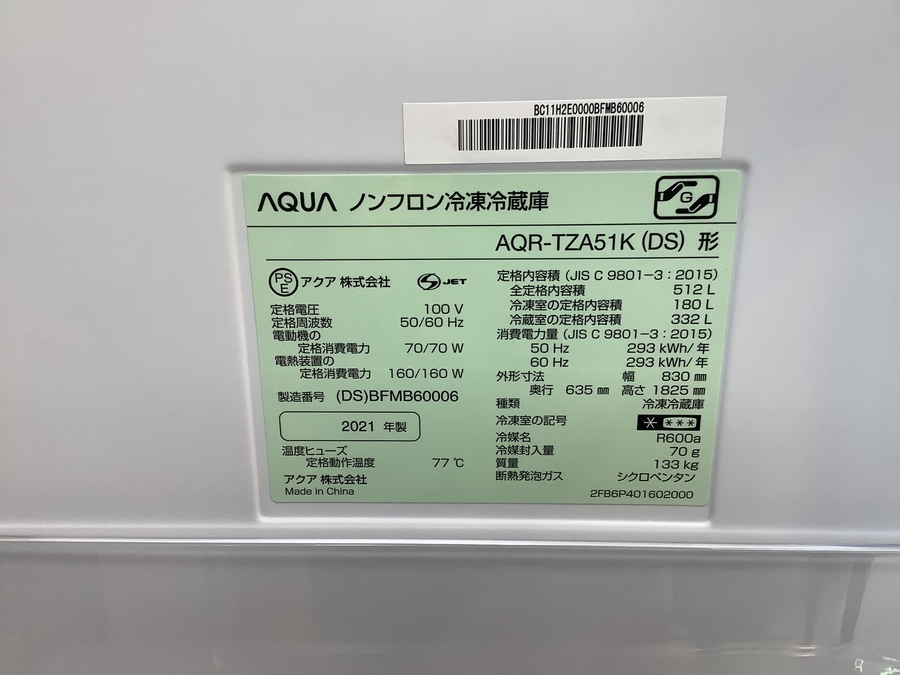 BC11H2E0000BFMB60006
AQUA ノンフロン冷凍冷蔵庫
G
AQR-TZA51K (DS) 形
PS E アクア 株式会社 S JET
定格電圧 100 V
定格周波数 50/60 Hz
電動機の
定格消費電力 70/70 W
電熱装置の
定格消費電力 160/160 W
製造番号 (DS)BFMB60006
2021 年製
温度ヒューズ
定格動作温度 77 ℃
アクア 株式会社
Made in China
定格内容積 (JIS C 9801-3:2015)
全定格内容積 512 L
冷凍室の定格内容積 180 L
冷蔵室の定格内容積 332 L
消費電力量 (JIS C 9801-3:2015)
50 Hz 293 kWh/年
60 Hz 293 kWh/年
外形寸法 幅 830 ㎜
奥行 635 ㎜ 高さ 1825 ㎜
種類 冷凍冷蔵庫
冷凍室の記号 * ***
冷媒名 R600a
冷媒封入量 70 g
質量 133 kg
断熱発泡ガス シクロペンタン
2FB6P401602000